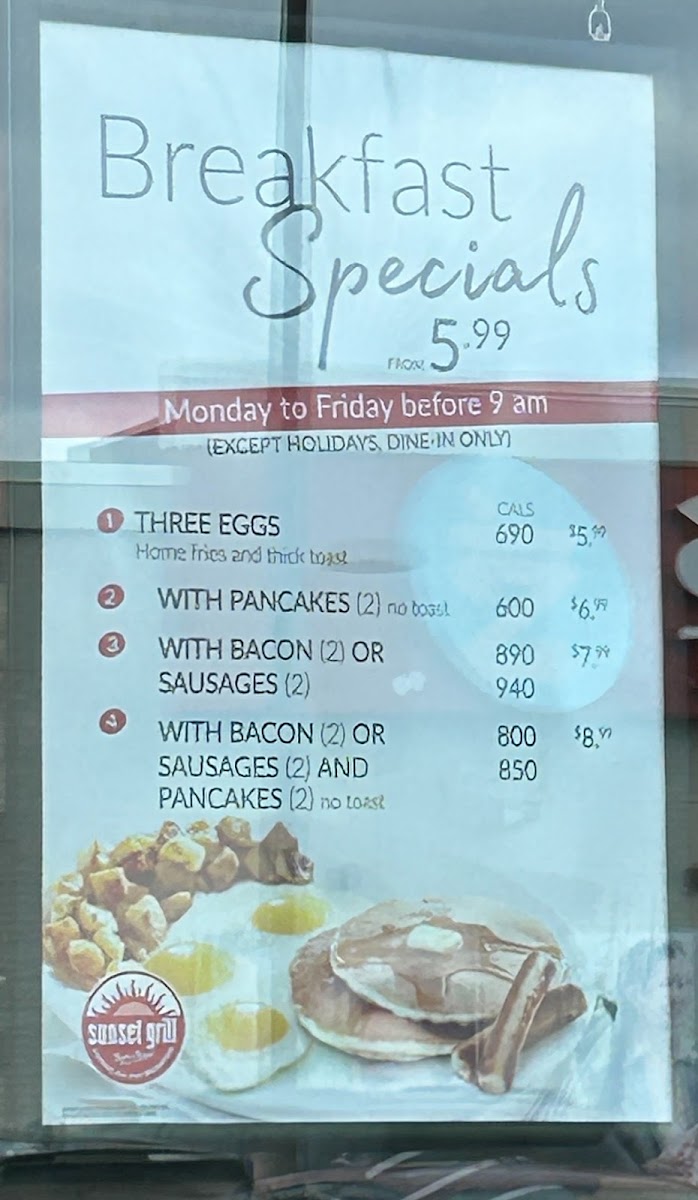 Breakfast
Specials
FROM 5.99
Monday to Friday before 9 am
(EXCEPT HOLIDAYS, DINE-IN ONLY)
CALS
1 THREE EGGS 690 $5.99
Home Fries and thick toast
2 WITH PANCAKES (2) no toast 600 $6.99
3 WITH BACON (2) OR 890 $7.99
SAUSAGES (2) 940
4 WITH BACON (2) OR 800 $8.99
SAUSAGES (2) AND 850
PANCAKES (2) no toast
sunset grill